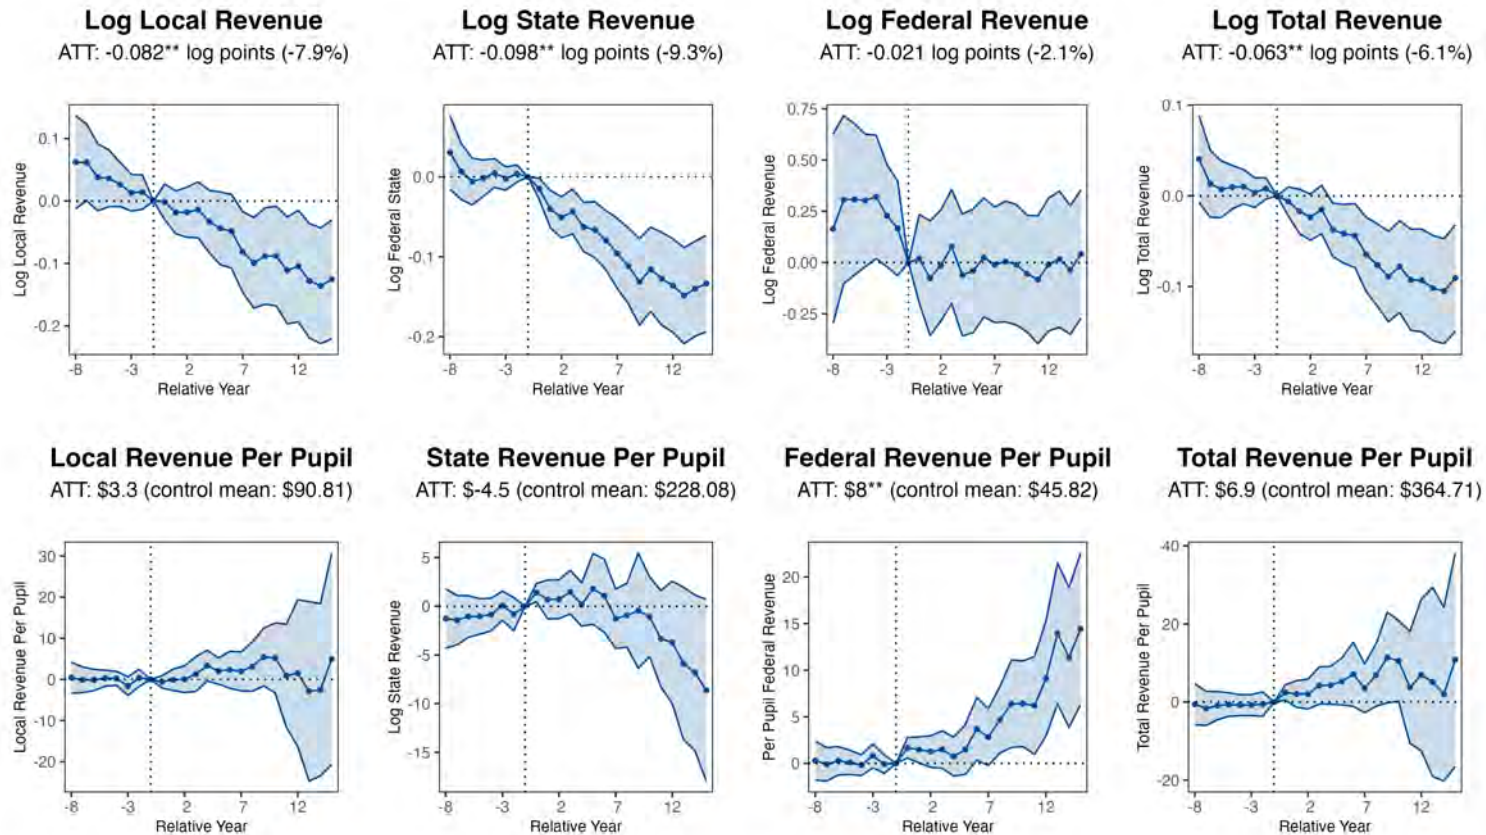 Log Local Revenue
ATT: -0.082** log points (-7.9%)
0.1
0.0
-0.1
-0.2
Log Local Revenue
-8 -3 2 7 12
Relative Year
Log State Revenue
ATT: -0.098** log points (-9.3%)
0.0
-0.1
-0.2
Log Federal State
-8 -3 2 7 12
Relative Year
Log Federal Revenue
ATT: -0.021 log points (-2.1%)
0.75
0.50
0.25
0.00
-0.25
Log Federal Revenue
-8 -3 2 7 12
Relative Year
Log Total Revenue
ATT: -0.063** log points (-6.1%)
0.1
0.0
-0.1
Log Total Revenue
-8 -3 2 7 12
Relative Year
Local Revenue Per Pupil
ATT: $3.3 (control mean: $90.81)
30
20
10
0
-10
-20
Local Revenue Per Pupil
-8 -3 2 7 12
Relative Year
State Revenue Per Pupil
ATT: $-4.5 (control mean: $228.08)
5
0
-5
-10
-15
Log State Revenue
-8 -3 2 7 12
Relative Year
Federal Revenue Per Pupil
ATT: $8** (control mean: $45.82)
20
15
10
5
0
Per Pupil Federal Revenue
-8 -3 2 7 12
Relative Year
Total Revenue Per Pupil
ATT: $6.9 (control mean: $364.71)
40
20
0
-20
Total Revenue Per Pupil
-8 -3 2 7 12
Relative Year